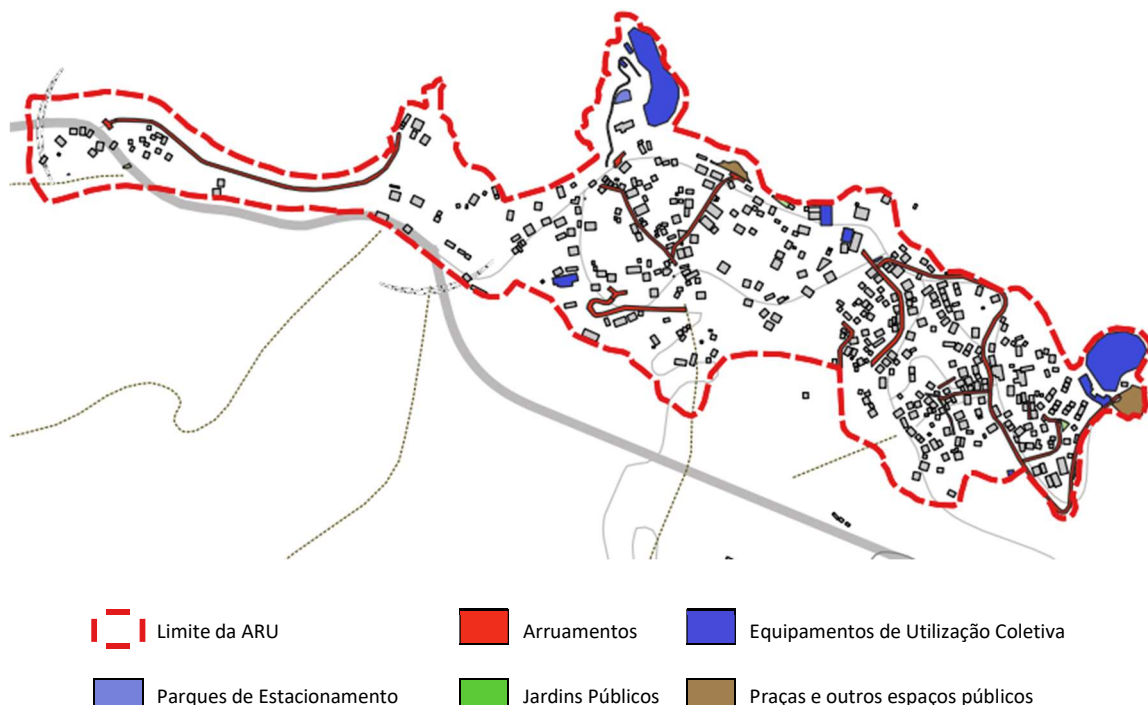 Limite da ARU
Arruamentos
Equipamentos de Utilização Coletiva
Parques de Estacionamento
Jardins Públicos
Praças e outros espaços públicos